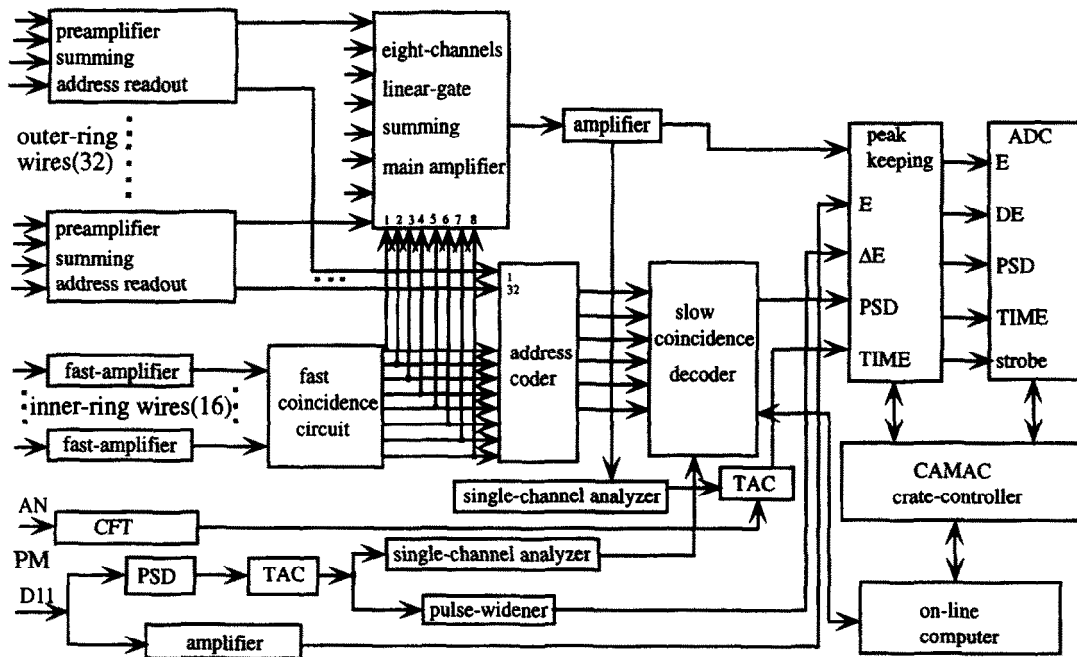 preamplifier
summing
address readout
outer-ring
wires(32)
preamplifier
summing
address readout
eight-channels
linear-gate
summing
main amplifier
1 2 3 4 5 6 7 8
amplifier
peak
keeping
E
ΔE
PSD
TIME
ADC
E
DE
PSD
TIME
strobe
1
32
address
coder
slow
coincidence
decoder
fast-amplifier
inner-ring wires(16)
fast-amplifier
fast
coincidence
circuit
single-channel analyzer
TAC
CAMAC
crate-controller
AN
CFT
PM
D11
PSD
TAC
single-channel analyzer
pulse-widener
amplifier
on-line
computer